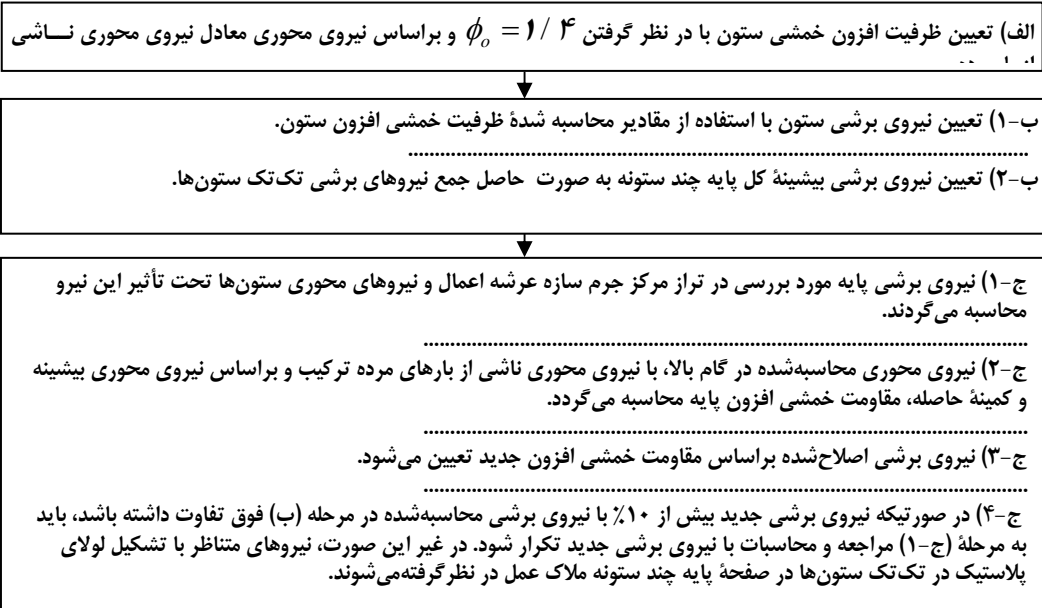 الف) تعیین ظرفیت افزون خمشی ستون با در نظر گرفتن ϕₒ = ۱/۴ و براساس نیروی محوری معادل نیروی محوری نـــاشی
ب-۱) تعیین نیروی برشی ستون با استفاده از مقادیر محاسبه شدهٔ ظرفیت خمشی افزون ستون.
ب-۲) تعیین نیروی برشی بیشینهٔ کل پایه چند ستونه به صورت حاصل جمع نیروهای برشی تک‌تک ستون‌ها.
ج-۱) نیروی برشی پایه مورد بررسی در تراز مرکز جرم سازه عرشه اعمال و نیروهای محوری ستون‌ها تحت تأثیر این نیرو
محاسبه می‌گردند.
ج-۲) نیروی محوری محاسبه‌شده در گام بالا، با نیروی محوری ناشی از بارهای مرده ترکیب و براساس نیروی محوری بیشینه
و کمینهٔ حاصله، مقاومت خمشی افزون پایه محاسبه می‌گردد.
ج-۳) نیروی برشی اصلاح‌شده براساس مقاومت خمشی افزون جدید تعیین می‌شود.
ج-۴) در صورتیکه نیروی برشی جدید بیش از ۱۰٪ با نیروی برشی محاسبه‌شده در مرحله (ب) فوق تفاوت داشته باشد، باید
به مرحلهٔ (ج-۱) مراجعه و محاسبات با نیروی برشی جدید تکرار شود. در غیر این صورت، نیروهای متناظر با تشکیل لولای
پلاستیک در تک‌تک ستون‌ها در صفحهٔ پایه چند ستونه ملاک عمل در نظرگرفته‌می‌شوند.